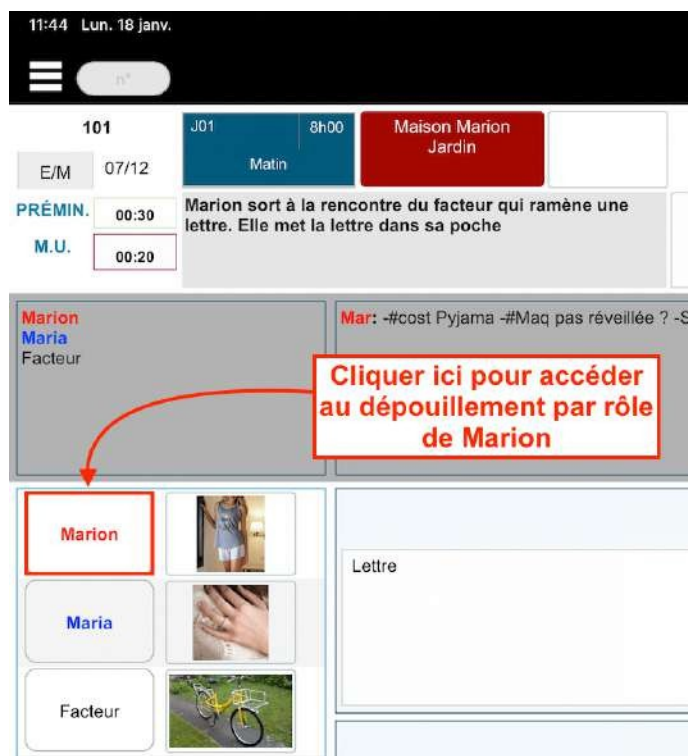 11:44 Lun. 18 janv.
n°
101
E/M 07/12
J01 8h00
Matin
Maison Marion
Jardin
PRÉMIN. 00:30
M.U. 00:20
Marion sort à la rencontre du facteur qui ramène une
lettre. Elle met la lettre dans sa poche
Marion
Maria
Facteur
Mar: -#cost Pyjama -#Maq pas réveillée ? -S
Cliquer ici pour accéder
au dépouillement par rôle
de Marion
Marion
Maria
Facteur
Lettre